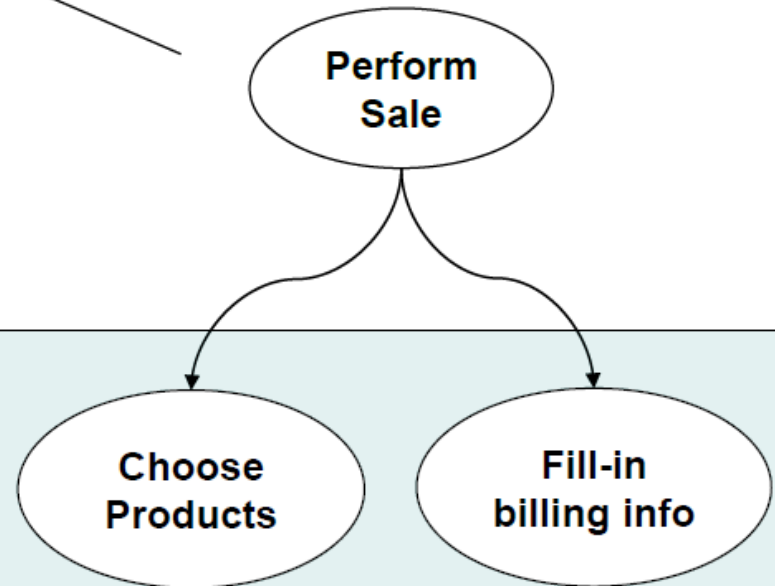 Perform
Sale
Choose
Products
Fill-in
billing info